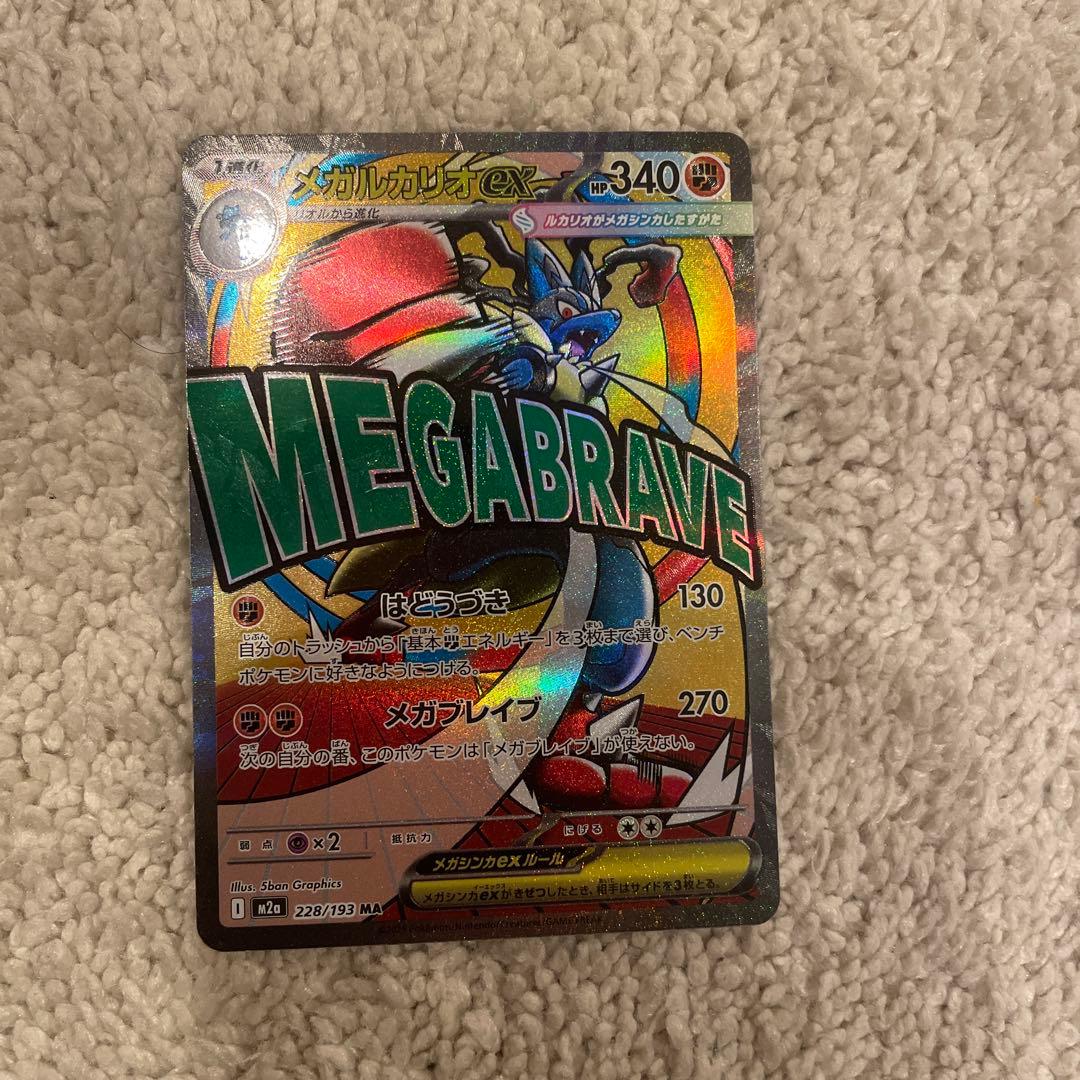 1進化
メガルカリオex
HP340
リオルから進化
ルカリオがメガシンカしたすがた
MEGABRAVE
はどうづき 130
自分のトラッシュから「基本エネルギー」を3枚まで選び、ベンチ
ポケモンに好きなようにつける。
メガブレイブ 270
次の自分の番、このポケモンは「メガブレイブ」が使えない。
弱点 ×2 抵抗力 にげる
メガシンカexルール
メガシンカexがきぜつしたとき、相手はサイドを3枚とる。
Illus. 5ban Graphics
I m2a 228/193 MA
©2025 Pokémon/Nintendo/Creatures/GAME FREAK